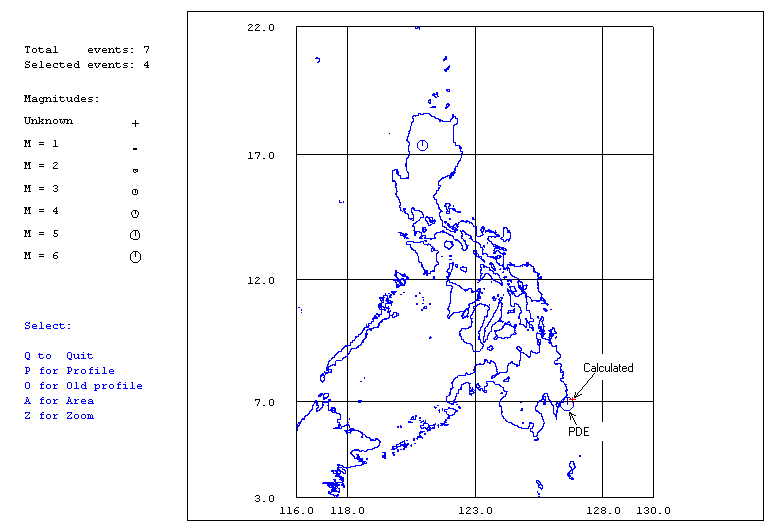 Total    events: 7
Selected events: 4
Magnitudes:
Unknown +
M = 1
M = 2
M = 3
M = 4
M = 5
M = 6
Select:
Q to  Quit
P for Profile
O for Old profile
A for Area
Z for Zoom
22.0
17.0
12.0
7.0
3.0
116.0 118.0 123.0 128.0 130.0
Calculated
PDE